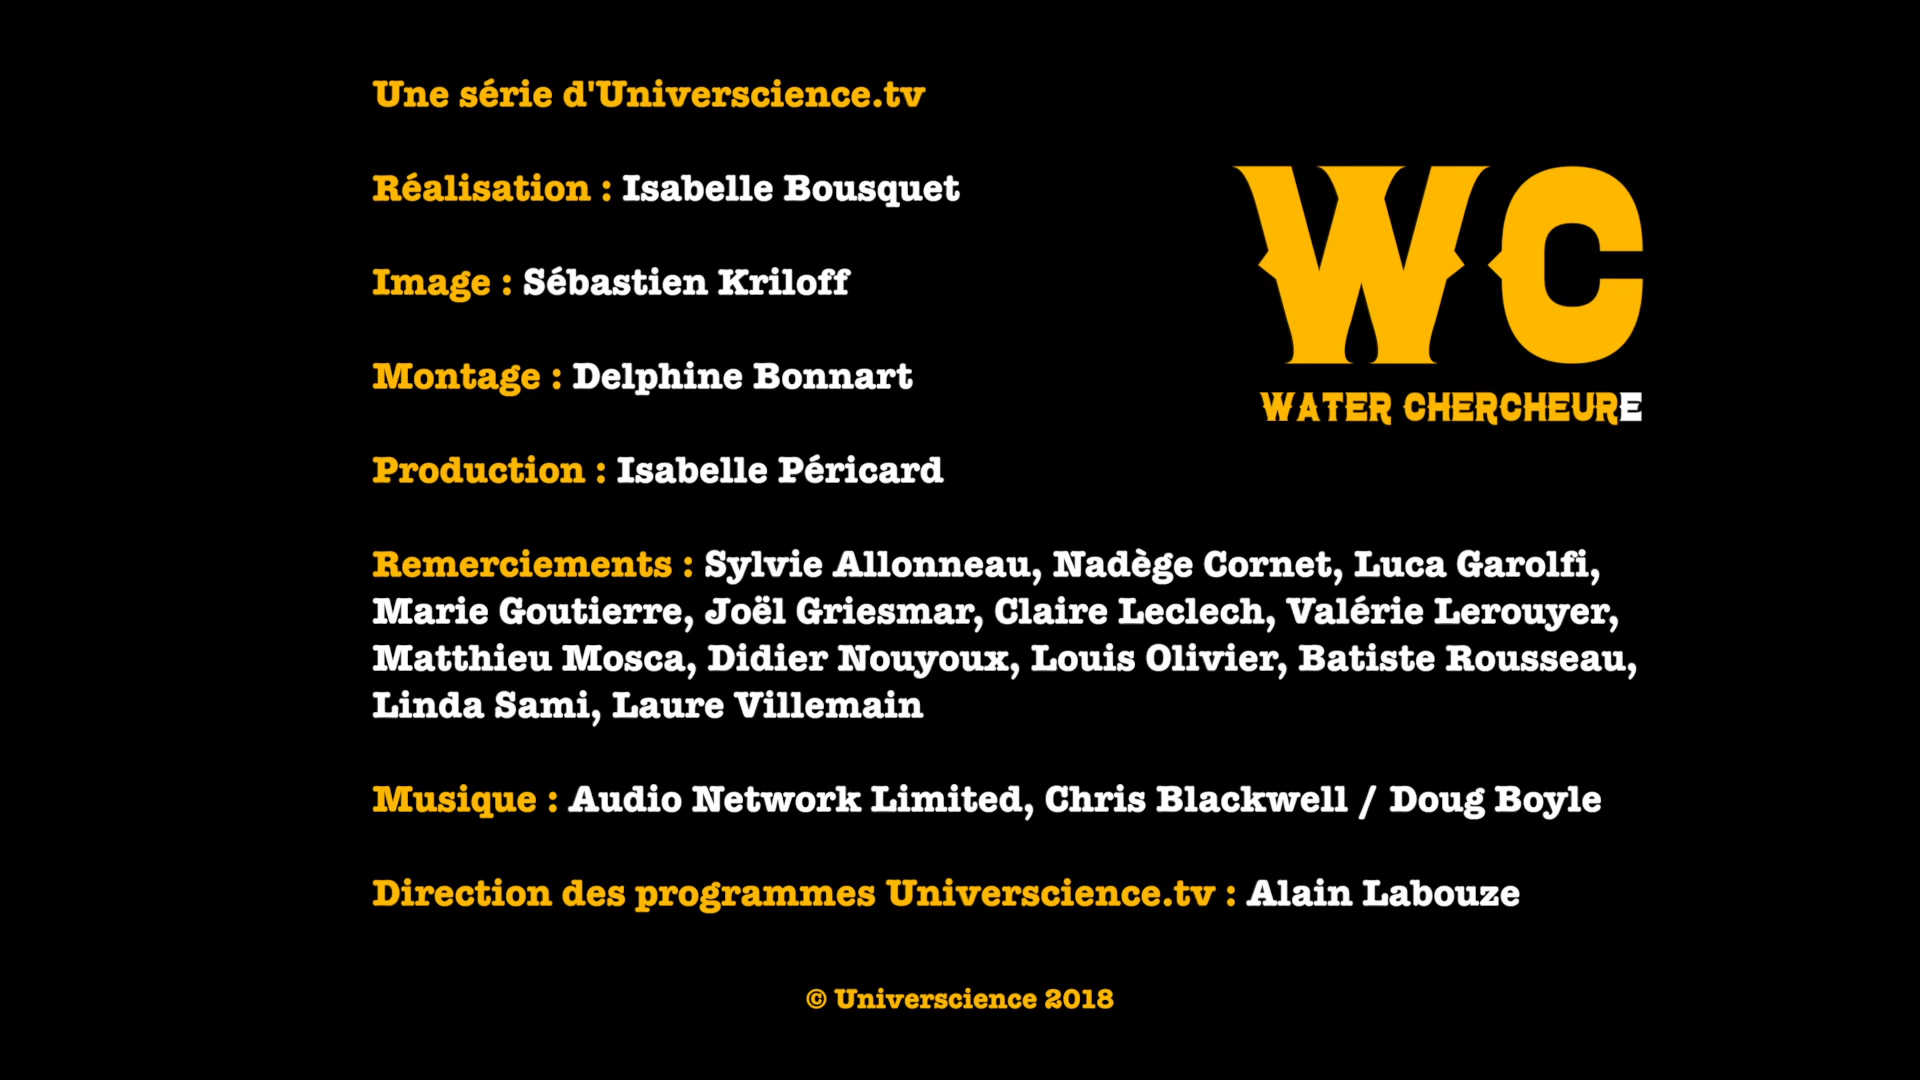 Une série d'Universcience.tv
Réalisation : Isabelle Bousquet
Image : Sébastien Kriloff
Montage : Delphine Bonnart
Production : Isabelle Péricard
WC
WATER CHERCHEURE
Remerciements : Sylvie Allonneau, Nadège Cornet, Luca Garolfi,
Marie Goutierre, Joël Griesmar, Claire Leclech, Valérie Lerouyer,
Matthieu Mosca, Didier Nouyoux, Louis Olivier, Batiste Rousseau,
Linda Sami, Laure Villemain
Musique : Audio Network Limited, Chris Blackwell / Doug Boyle
Direction des programmes Universcience.tv : Alain Labouze
© Universcience 2018